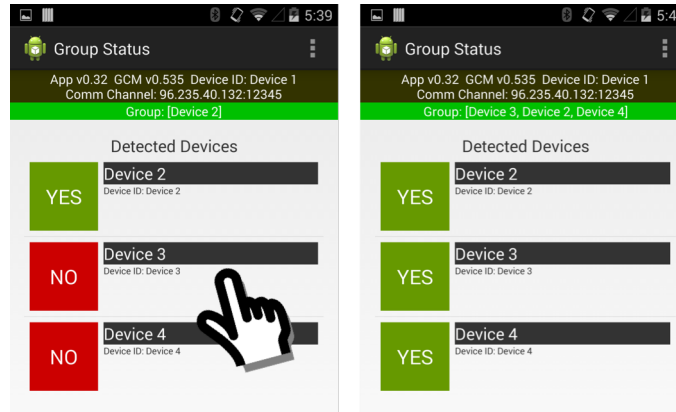 5:39
Group Status
App v0.32 GCM v0.535 Device ID: Device 1
Comm Channel: 96.235.40.132:12345
Group: [Device 2]
Detected Devices
YES
Device 2
Device ID: Device 2
NO
Device 3
Device ID: Device 3
NO
Device 4
Device ID: Device 4
5:4
Group Status
App v0.32 GCM v0.535 Device ID: Device 1
Comm Channel: 96.235.40.132:12345
Group: [Device 3, Device 2, Device 4]
Detected Devices
YES
Device 2
Device ID: Device 2
YES
Device 3
Device ID: Device 3
YES
Device 4
Device ID: Device 4